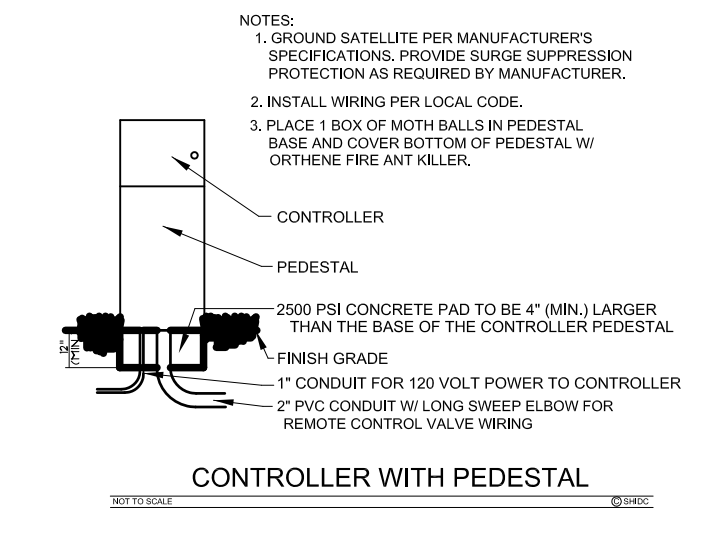 NOTES:
1. GROUND SATELLITE PER MANUFACTURER'S
SPECIFICATIONS. PROVIDE SURGE SUPPRESSION
PROTECTION AS REQUIRED BY MANUFACTURER.
2. INSTALL WIRING PER LOCAL CODE.
3. PLACE 1 BOX OF MOTH BALLS IN PEDESTAL
BASE AND COVER BOTTOM OF PEDESTAL W/
ORTHENE FIRE ANT KILLER.
CONTROLLER
PEDESTAL
2500 PSI CONCRETE PAD TO BE 4" (MIN.) LARGER
THAN THE BASE OF THE CONTROLLER PEDESTAL
12"
(MIN
FINISH GRADE
1" CONDUIT FOR 120 VOLT POWER TO CONTROLLER
2" PVC CONDUIT W/ LONG SWEEP ELBOW FOR
REMOTE CONTROL VALVE WIRING
CONTROLLER WITH PEDESTAL
NOT TO SCALE
© SHIDC